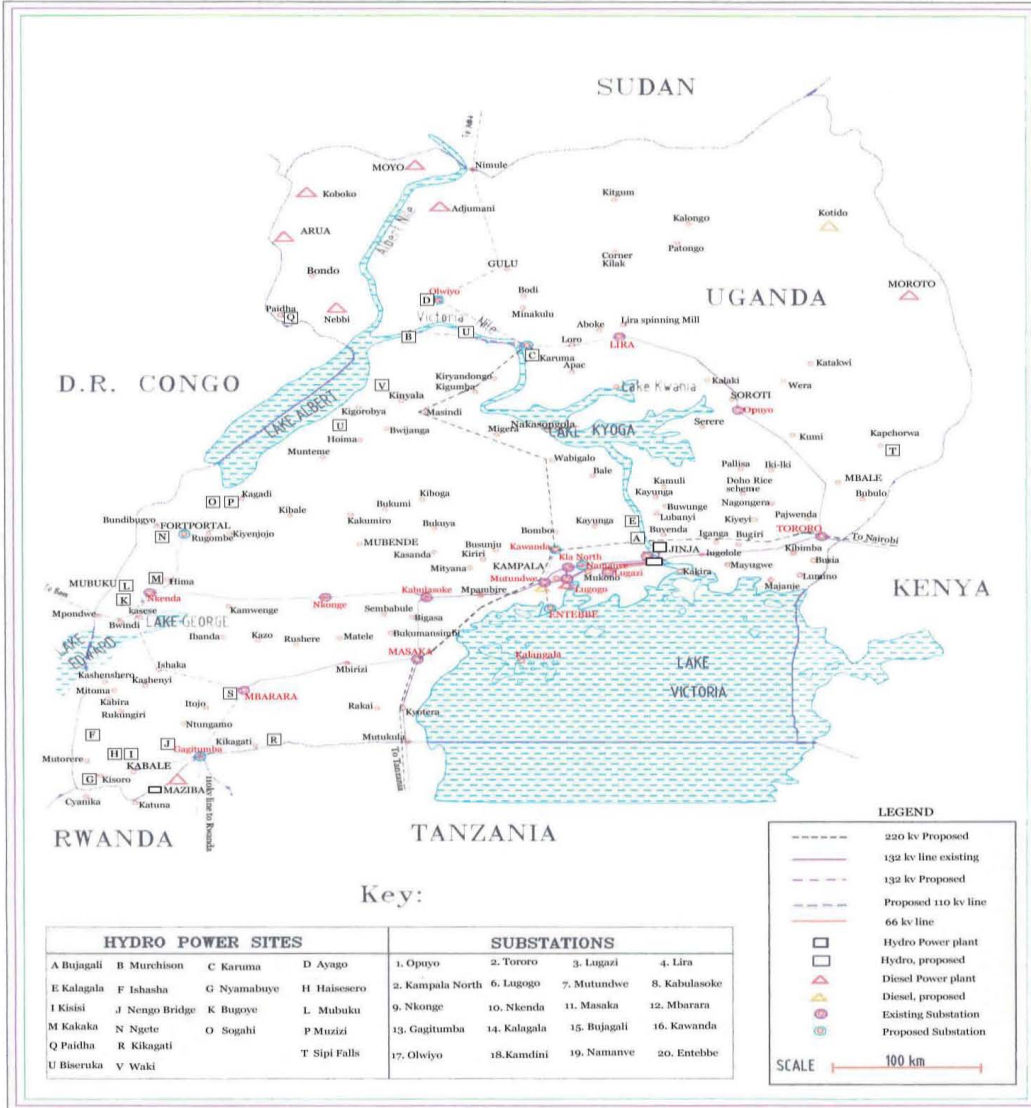 SUDAN
To Juba
MOYO
Nimule
Koboko
Kitgum
Adjumani
Albert Nile
Kalongo
Kotido
ARUA
Patongo
Corner
Kilak
GULU
Bondo
MOROTO
Olwiyo
Bodi
UGANDA
D
Paidha
Q
Nebbi
Victoria
Nile
Minakulu
B
U
Aboke
Lira spinning Mill
Loro
LIRA
C
Karuma
Apac
Katakwi
D.R. CONGO
V
Kiryandongo
Kigumba
Lake Kwania
Kalaki
Wera
Kinyala
SOROTI
LAKE ALBERT
Kigorobya
Masindi
Opuyo
U
Bwijanga
Migera
Nakasongola
LAKE KYOGA
Serere
Kumi
Kapchorwa
Hoima
T
Munteme
Wabigalo
Pallisa
Iki-Iki
Bale
Kamuli
Doho Rice
scheme
MBALE
O
P
Kagadi
Kiboga
Kayunga
Bubulo
Bukumi
Buwunge
Nagongera
Kibale
Lubanyi
Bundibugyo
FORTPORTAL
Kakumiro
Bukuya
Kayunga
E
Kiyeyi
Pajwenda
N
Rugombe
Kiyenjojo
Bombo
Buyenda
Iganga
Bugiri
TORORO
To Nairobi
MUBENDE
Busunju
Kawanda
A
JINJA
Kasanda
Kiriri
Kla North
Iugolole
Kibimba
Mityana
KAMPALA
Namanve
Busia
MUBUKU
L
M
Hima
Mutundwe
Mukono
Lugazi
Kakira
Mayugwe
Lumino
Nkenda
Kabulasoke
Mpambire
Lugogo
Majanje
KENYA
K
Nkonge
Mpondwe
kasese
Kamwenge
Sembabule
ENTEBBE
Bwindi
LAKE GEORGE
Bigasa
LAKE
EDWARD
Ibanda
Kazo
Rushere
Matele
Bukumansimbi
MASAKA
Kalangala
LAKE
VICTORIA
Ishaka
Mbirizi
Kashenshero
Kashenyi
Mitoma
S
MBARARA
Kabira
Itojo
Rakai
Kyotera
Rukungiri
Ntungamo
F
J
Kikagati
R
Mutukula
H
I
Gagitumba
Mutorere
KABALE
To Tanzania
G
Kisoro
MAZIBA
Cyanika
Katuna
110kv line to Rwanda
RWANDA
TANZANIA
LEGEND
220 kv Proposed
132 kv line existing
132 kv Proposed
Proposed 110 kv line
66 kv line
Hydro Power plant
Hydro, proposed
Diesel Power plant
Diesel, proposed
Existing Substation
Proposed Substation
SCALE 100 km
Key:
HYDRO POWER SITES
A Bujagali B Murchison C Karuma D Ayago
E Kalagala F Ishasha G Nyamabuye H Haisesero
I Kisisi J Nengo Bridge K Bugoye L Mubuku
M Kakaka N Ngete O Sogahi P Muzizi
Q Paidha R Kikagati T Sipi Falls
U Biseruka V Waki
SUBSTATIONS
1. Opuyo 2. Tororo 3. Lugazi 4. Lira
2. Kampala North 6. Lugogo 7. Mutundwe 8. Kabulasoke
9. Nkonge 10. Nkenda 11. Masaka 12. Mbarara
13. Gagitumba 14. Kalagala 15. Bujagali 16. Kawanda
17. Olwiyo 18.Kamdini 19. Namanve 20. Entebbe